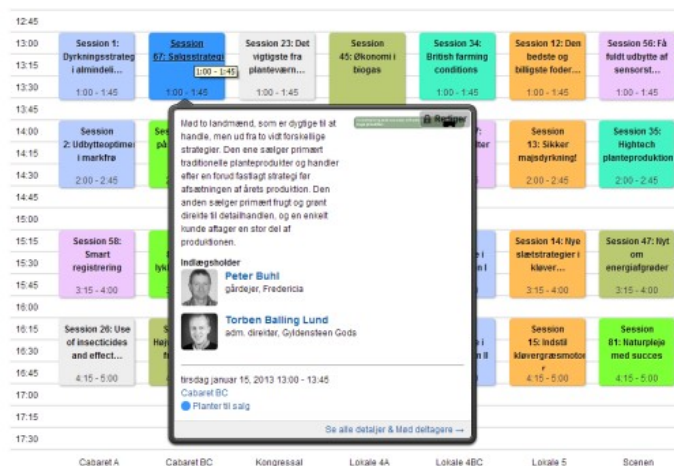 12:45
13:00
13:15
13:30
13:45
14:00
14:15
14:30
14:45
15:00
15:15
15:30
15:45
16:00
16:15
16:30
16:45
17:00
17:15
17:30
Session 1:
Dyrkningsstrateg
i almindeli...
1:00 - 1:45
Session
67: Salgsstrategi
1:00 - 1:45
1:00 - 1:45
Session 23: Det
vigtigste fra
planteværn...
1:00 - 1:45
Session
45: Økonomi i
biogas
Session 34:
British farming
conditions
1:00 - 1:45
Session 12: Den
bedste og
billigste foder...
1:00 - 1:45
Session 56: Få
fuldt udbytte af
sensorst...
1:00 - 1:45
Session
2: Udbytteoptimer
i markfrø
2:00 - 2:45
Session
13: Sikker
majsdyrkning!
2:00 - 2:45
Session 35:
Hightech
planteproduktion
2:00 - 2:45
Session 58:
Smart
registrering
3:15 - 4:00
Session 14: Nye
slætstrategier i
kløver...
3:15 - 4:00
Session 47: Nyt
om
energiafgrøder
3:15 - 4:00
Session 26: Use
of insecticides
and effect...
4:15 - 5:00
Session
15: Indstil
kløvergræsmotor
r
4:15 - 5:00
Session
81: Naturpleje
med succes
4:15 - 5:00
Mød to landmænd, som er dygtige til at
handle, men ud fra to vidt forskellige
strategier. Den ene sælger primært
traditionelle planteprodukter og handler
efter en forud fastlagt strategi før
afsætningen af årets produktion. Den
anden sælger primært frugt og grønt
direkte til detailhandlen, og en enkelt
kunde aftager en stor del af
produktionen.
Rediger
Indlægsholder
Peter Buhl
gårdejer, Fredericia
Torben Balling Lund
adm. direktør, Gyldensteen Gods
tirsdag januar 15, 2013 13:00 - 13:45
Cabaret BC
Planter til salg
Se alle detaljer & Mød deltagere →
Cabaret A
Cabaret BC
Kongressal
Lokale 4A
Lokale 4BC
Lokale 5
Scenen